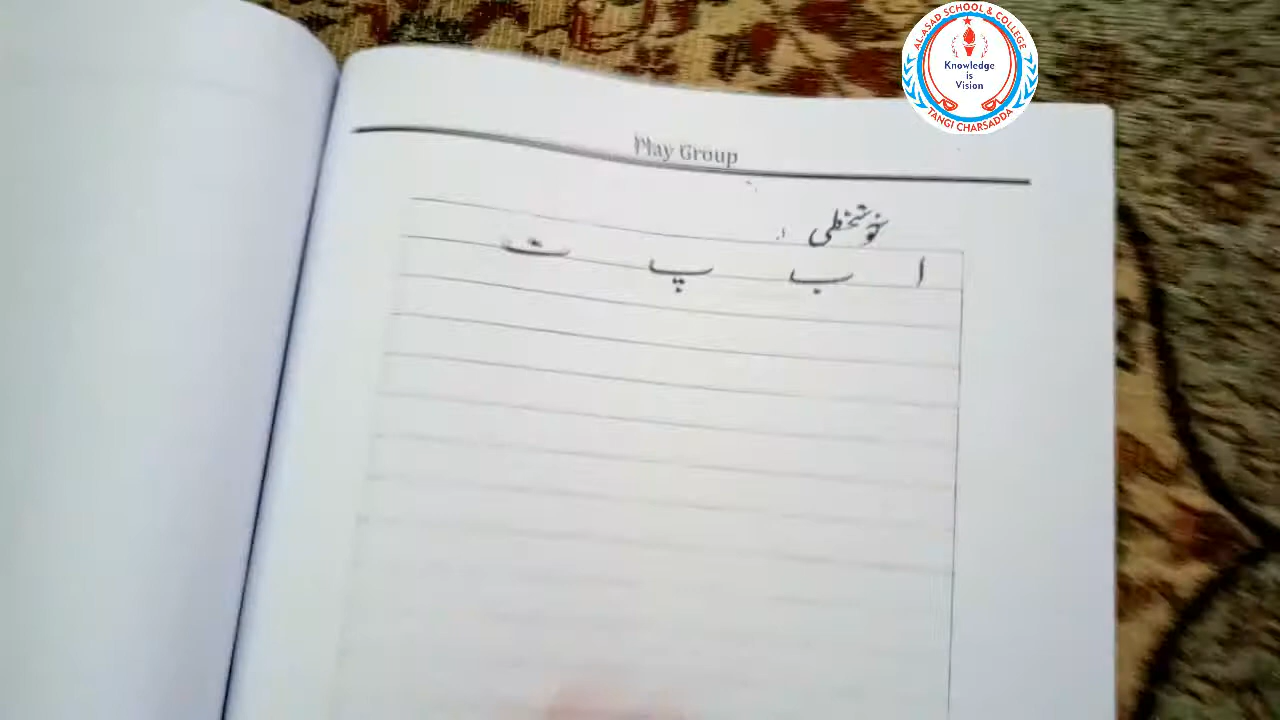 AL-ASAD SCHOOL & COLLEGE
Knowledge
is
Vision
TANGI CHARSADDA
Play Group
خوشخطی :
ا ب پ ت